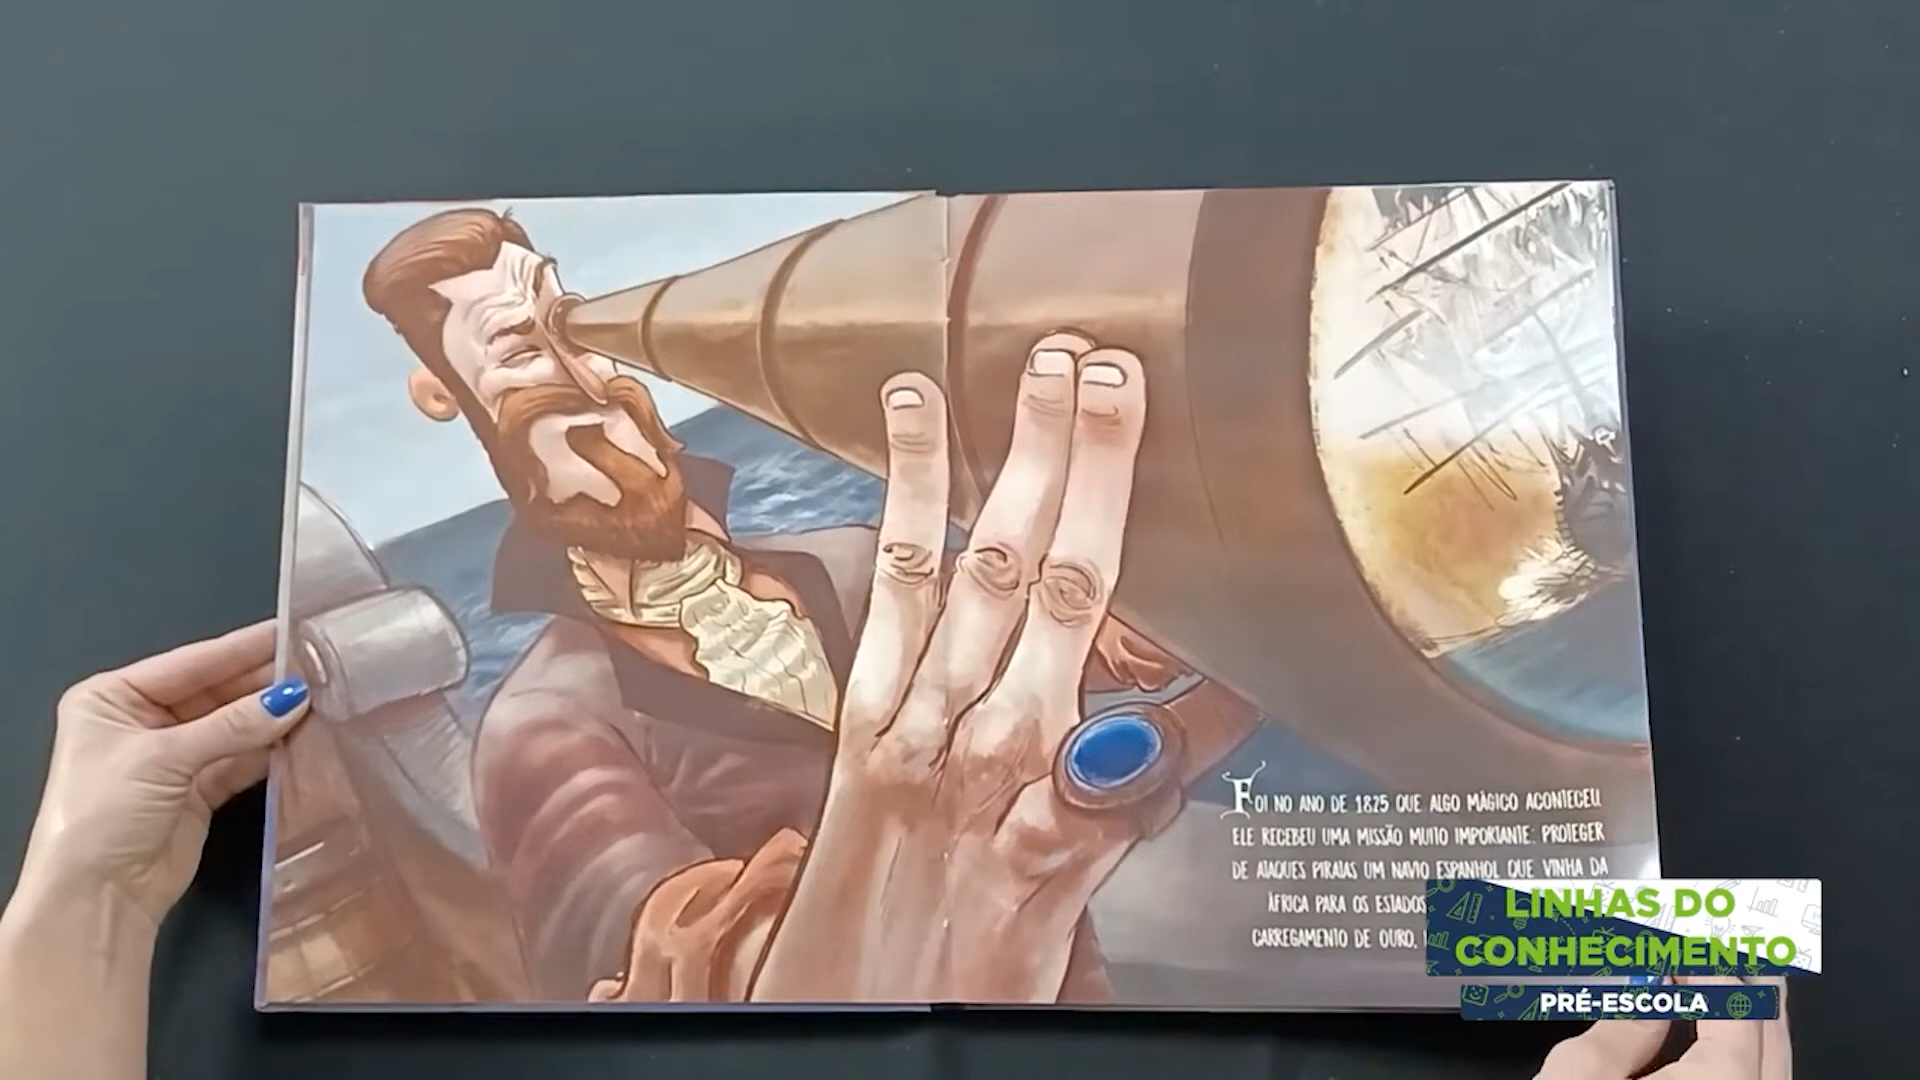 FOI NO ANO DE 1825 QUE ALGO MÁGICO ACONTECEU.
ELE RECEBEU UMA MISSÃO MUITO IMPORTANTE: PROTEGER
DE ATAQUES PIRATAS UM NAVIO ESPANHOL QUE VINHA DA
ÁFRICA PARA OS ESTADOS
CARREGAMENTO DE OURO.
LINHAS DO
CONHECIMENTO
PRÉ-ESCOLA